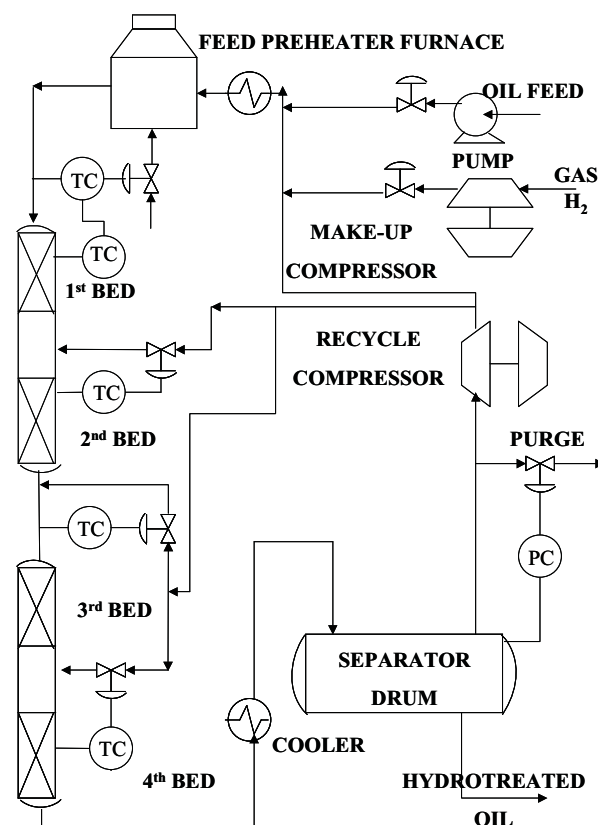 FEED PREHEATER FURNACE
OIL FEED
PUMP
GAS
H2
TC
TC
MAKE-UP
COMPRESSOR
1st BED
RECYCLE
COMPRESSOR
TC
2nd BED
PURGE
TC
PC
3rd BED
SEPARATOR
DRUM
TC
COOLER
4th BED
HYDROTREATED
OIL